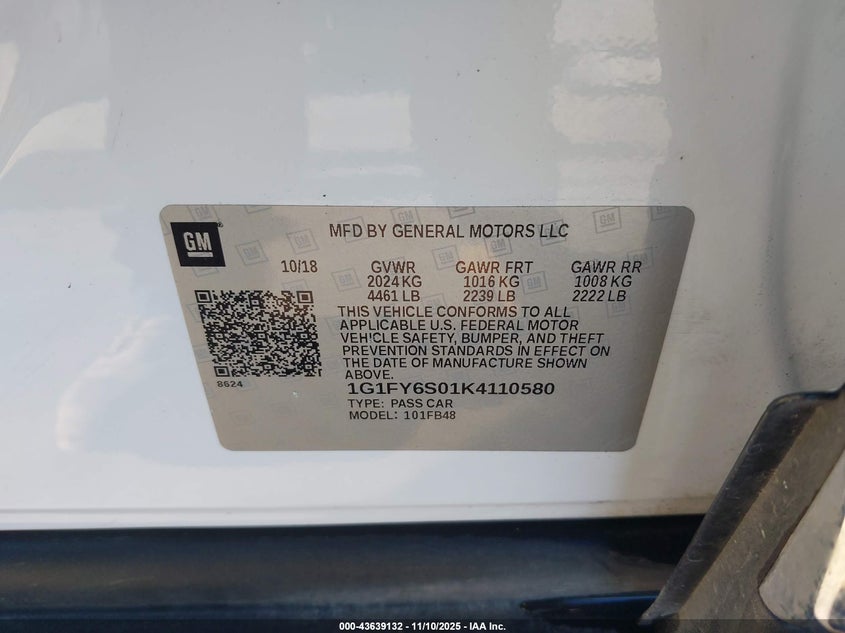 GM
MFD BY GENERAL MOTORS LLC
10/18 GVWR GAWR FRT GAWR RR
2024 KG 1016 KG 1008 KG
4461 LB 2239 LB 2222 LB
THIS VEHICLE CONFORMS TO ALL
APPLICABLE U.S. FEDERAL MOTOR
VEHICLE SAFETY, BUMPER, AND THEFT
PREVENTION STANDARDS IN EFFECT ON
THE DATE OF MANUFACTURE SHOWN
ABOVE.
8624
1G1FY6S01K4110580
TYPE: PASS CAR
MODEL: 101FB48
000-43639132 - 11/10/2025 - IAA Inc.